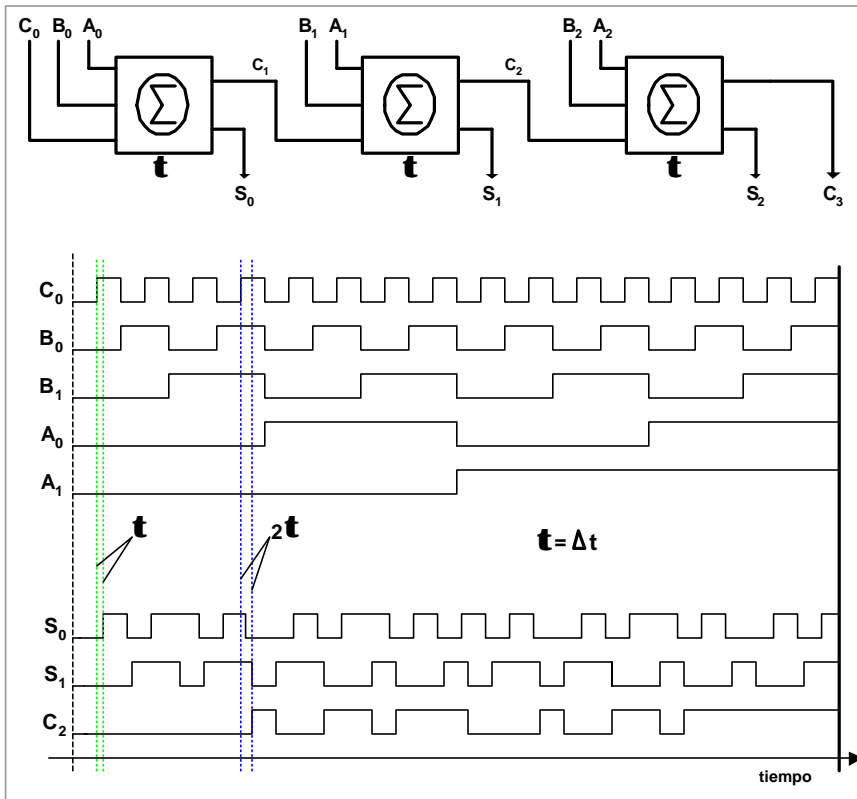 C₀ B₀ A₀ B₁ A₁ B₂ A₂
C₁ C₂
Σ Σ Σ
t t t
S₀ S₁ S₂ C₃
C₀
B₀
B₁
A₀
A₁
t 2t t = Δt
S₀
S₁
C₂
tiempo